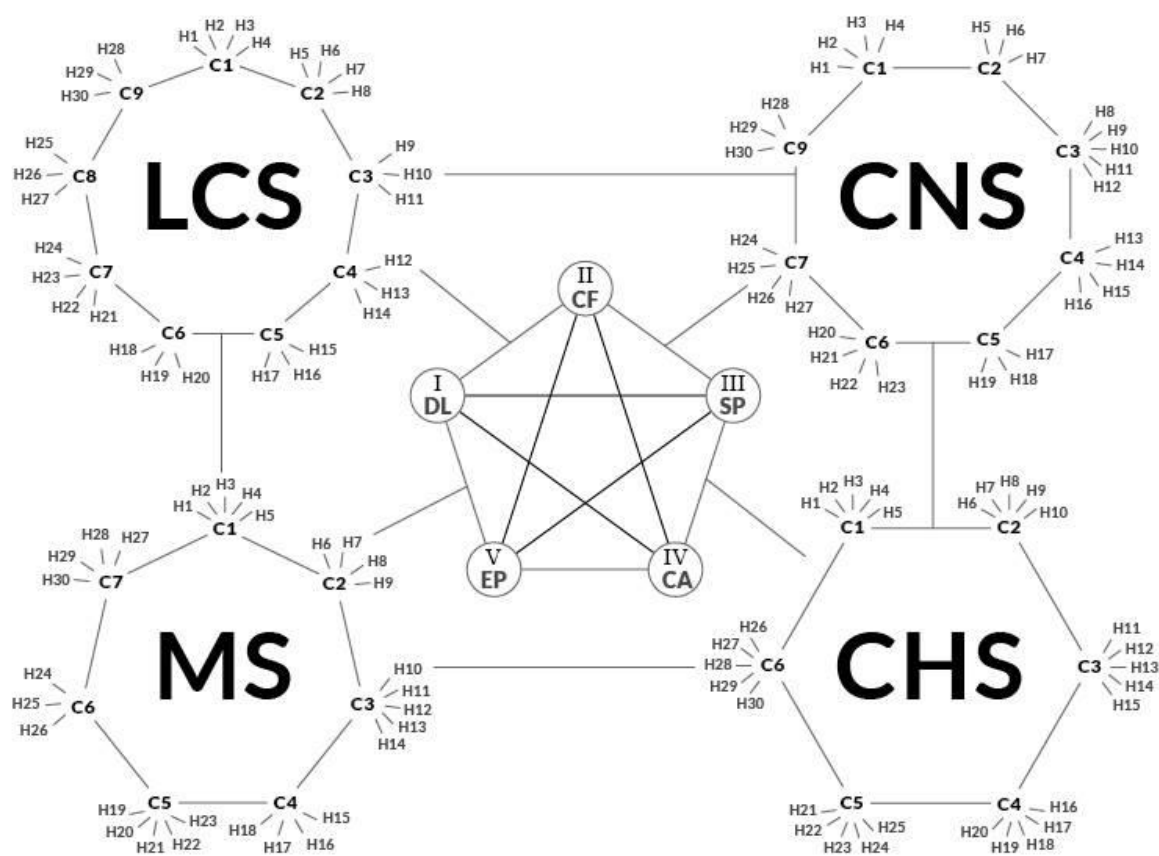 LCS
C1
H1
H2
H3
H4
C2
H5
H6
H7
H8
C3
H9
H10
H11
C4
H12
H13
H14
C5
H15
H16
H17
C6
H18
H19
H20
C7
H21
H22
H23
H24
C8
H25
H26
H27
C9
H28
H29
H30
CNS
C1
H1
H2
H3
H4
C2
H5
H6
H7
C3
H8
H9
H10
H11
H12
C4
H13
H14
H15
H16
C5
H17
H18
H19
C6
H20
H21
H22
H23
C7
H24
H25
H26
H27
C9
H28
H29
H30
II
CF
I
DL
III
SP
V
EP
IV
CA
MS
C1
H1
H2
H3
H4
H5
C2
H6
H7
H8
H9
C3
H10
H11
H12
H13
H14
C4
H15
H16
H17
H18
C5
H19
H20
H21
H22
H23
C6
H24
H25
H26
C7
H27
H28
H29
H30
CHS
C1
H1
H2
H3
H4
H5
C2
H6
H7
H8
H9
H10
C3
H11
H12
H13
H14
H15
C4
H16
H17
H18
H19
H20
C5
H21
H22
H23
H24
H25
C6
H26
H27
H28
H29
H30